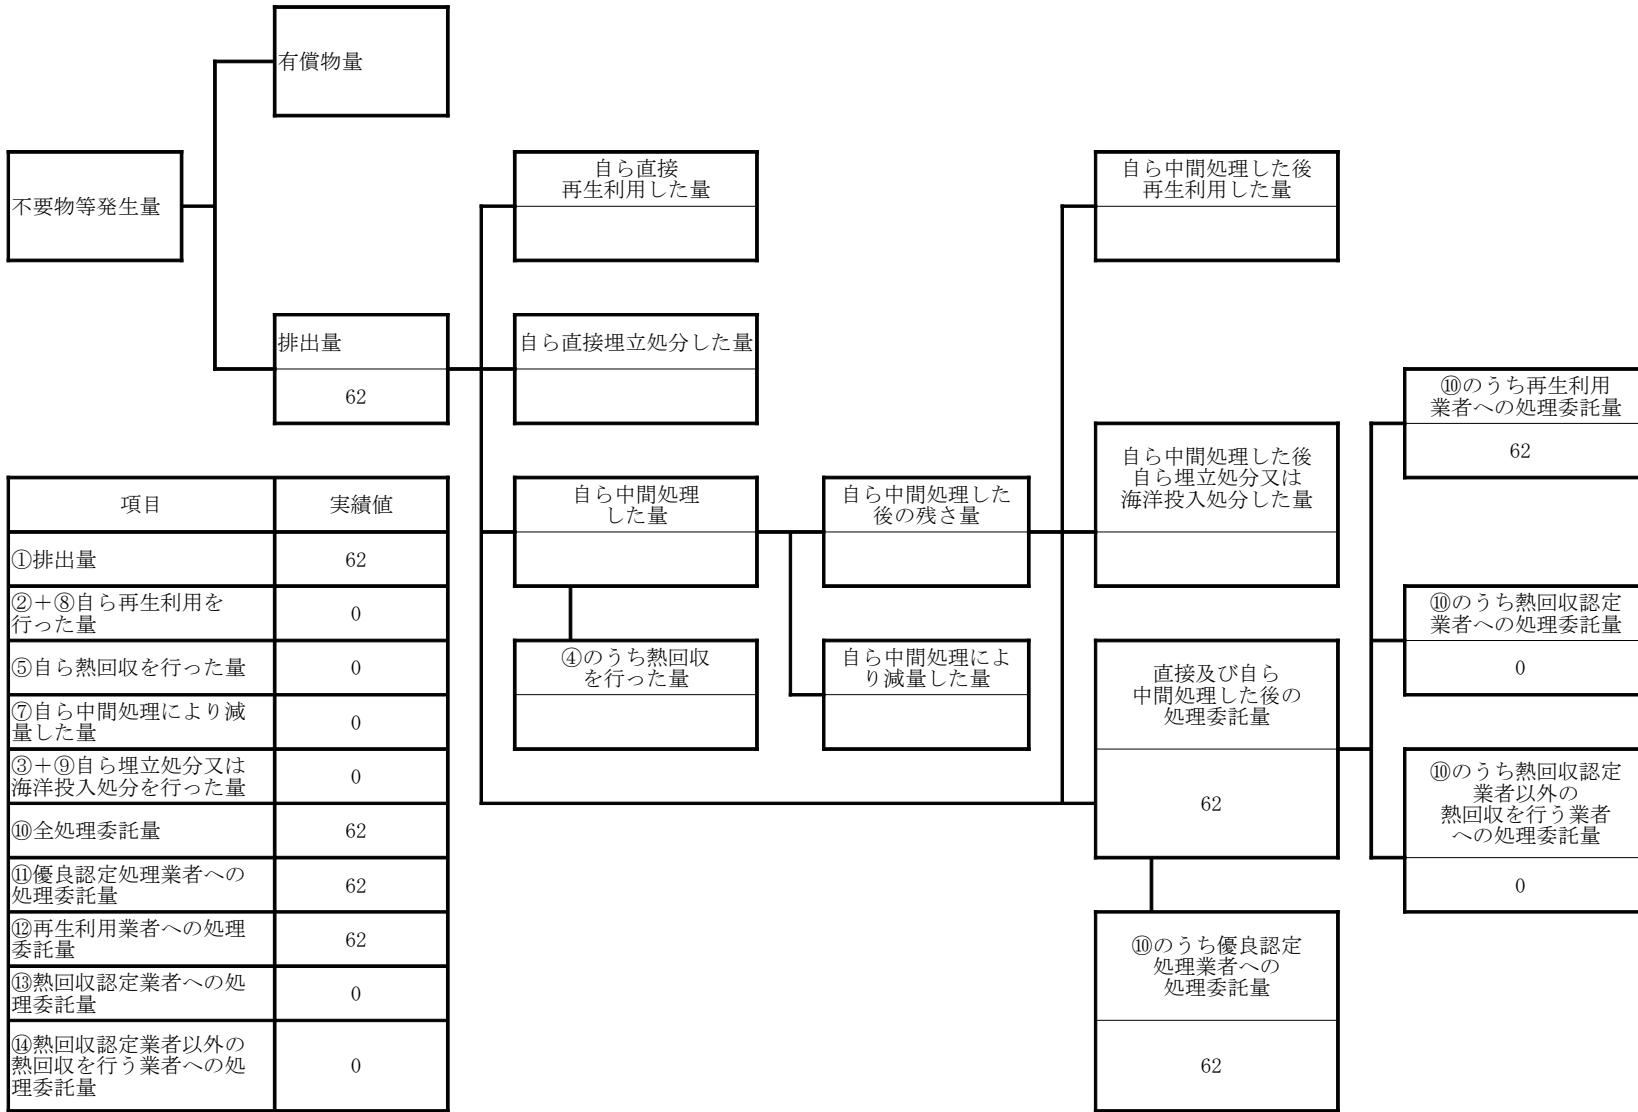 有償物量
不要物等発生量
自ら直接
再生利用した量
自ら中間処理した後
再生利用した量
排出量
62
自ら直接埋立処分した量
⑩のうち再生利用
業者への処理委託量
62
自ら中間処理
した量
自ら中間処理した
後の残さ量
自ら中間処理した後
自ら埋立処分又は
海洋投入処分した量
④のうち熱回収
を行った量
自ら中間処理によ
り減量した量
直接及び自ら
中間処理した後の
処理委託量
62
⑩のうち熱回収認定
業者への処理委託量
0
⑩のうち熱回収認定
業者以外の
熱回収を行う業者
への処理委託量
0
⑩のうち優良認定
処理業者への
処理委託量
62
項目 実績値
①排出量 62
②+⑧自ら再生利用を
行った量 0
⑤自ら熱回収を行った量 0
⑦自ら中間処理により減
量した量 0
③+⑨自ら埋立処分又は
海洋投入処分を行った量 0
⑩全処理委託量 62
⑪優良認定処理業者への
処理委託量 62
⑫再生利用業者への処理
委託量 62
⑬熱回収認定業者への処
理委託量 0
⑭熱回収認定業者以外の
熱回収を行う業者への処
理委託量 0